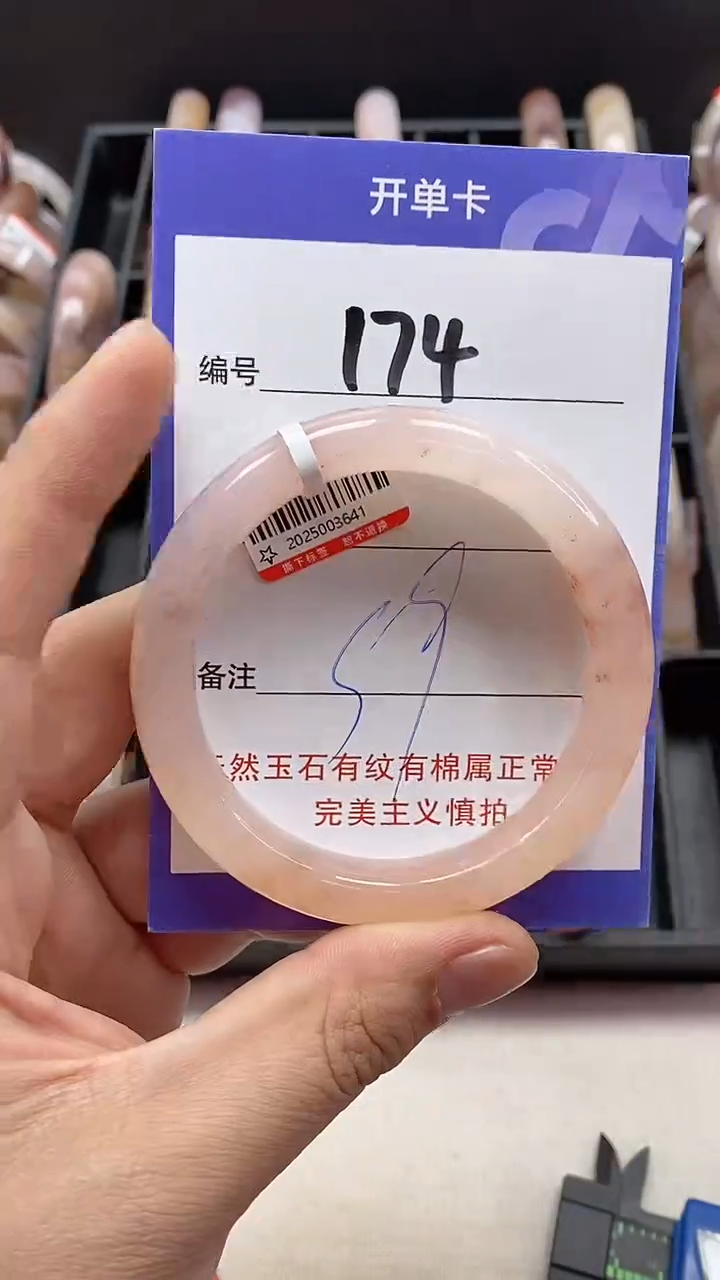 开单卡
编号 174
2025003641
撕下标签 恕不退换
备注
然玉石有纹有棉属正常
完美主义慎拍